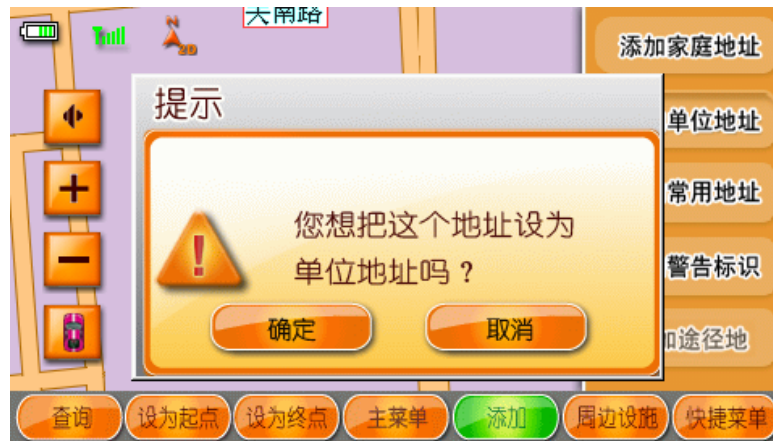 N
2D
天南路
添加家庭地址
提示
单位地址
常用地址
您想把这个地址设为
警告标识
单位地址吗？
确定
取消
加途径地
查询
设为起点
设为终点
主菜单
添加
周边设施
快捷菜单